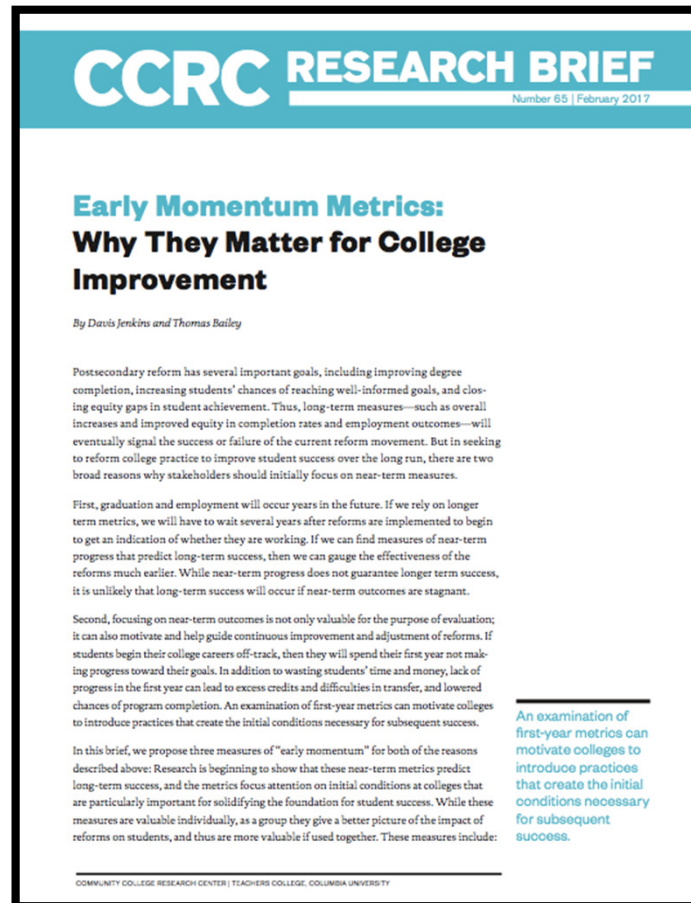 CCRC RESEARCH BRIEF
Number 65 | February 2017
Early Momentum Metrics:
Why They Matter for College
Improvement
By Davis Jenkins and Thomas Bailey
Postsecondary reform has several important goals, including improving degree
completion, increasing students' chances of reaching well-informed goals, and clos-
ing equity gaps in student achievement. Thus, long-term measures—such as overall
increases and improved equity in completion rates and employment outcomes—will
eventually signal the success or failure of the current reform movement. But in seeking
to reform college practice to improve student success over the long run, there are two
broad reasons why stakeholders should initially focus on near-term measures.
First, graduation and employment will occur years in the future. If we rely on longer
term metrics, we will have to wait several years after reforms are implemented to begin
to get an indication of whether they are working. If we can find measures of near-term
progress that predict long-term success, then we can gauge the effectiveness of the
reforms much earlier. While near-term progress does not guarantee longer term success,
it is unlikely that long-term success will occur if near-term outcomes are stagnant.
Second, focusing on near-term outcomes is not only valuable for the purpose of evaluation;
it can also motivate and help guide continuous improvement and adjustment of reforms. If
students begin their college careers off-track, then they will spend their first year not mak-
ing progress toward their goals. In addition to wasting students' time and money, lack of
progress in the first year can lead to excess credits and difficulties in transfer, and lowered
chances of program completion. An examination of first-year metrics can motivate colleges
to introduce practices that create the initial conditions necessary for subsequent success.
In this brief, we propose three measures of "early momentum" for both of the reasons
described above: Research is beginning to show that these near-term metrics predict
long-term success, and the metrics focus attention on initial conditions at colleges that
are particularly important for solidifying the foundation for student success. While these
measures are valuable individually, as a group they give a better picture of the impact of
reforms on students, and thus are more valuable if used together. These measures include:
An examination of
first-year metrics can
motivate colleges to
introduce practices
that create the initial
conditions necessary
for subsequent
success.
COMMUNITY COLLEGE RESEARCH CENTER | TEACHERS COLLEGE, COLUMBIA UNIVERSITY